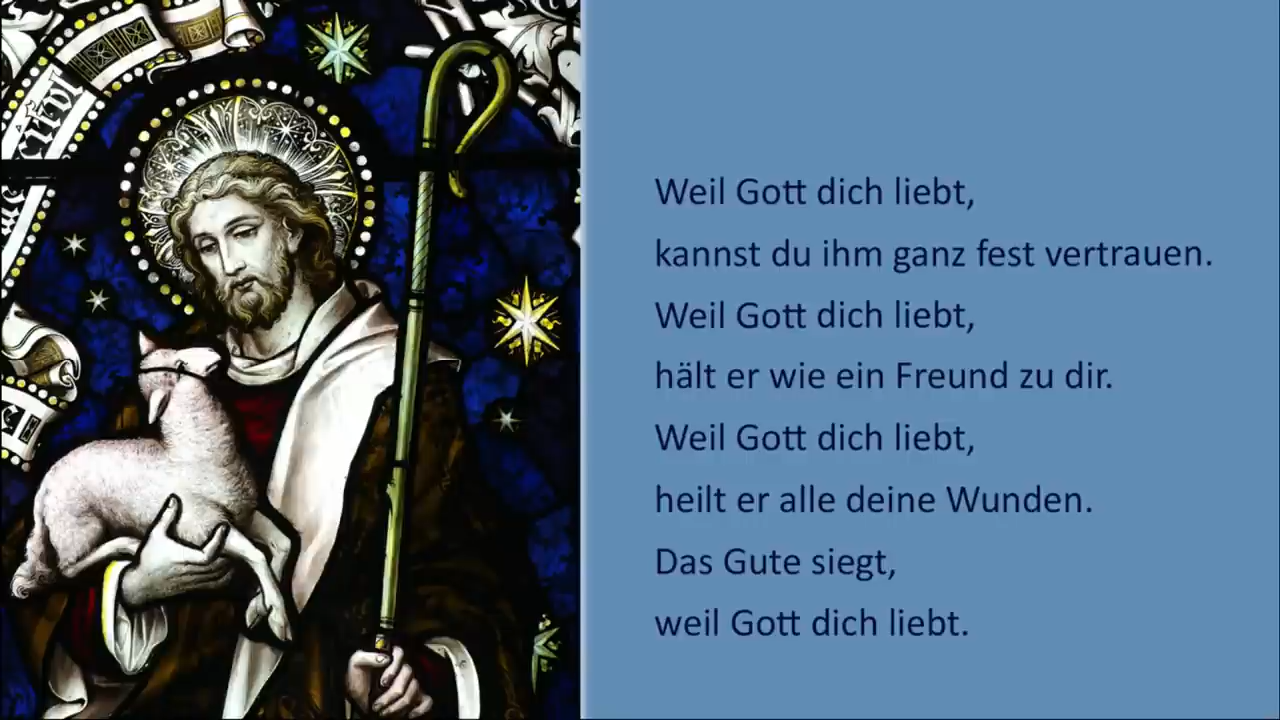 Weil Gott dich liebt,
kannst du ihm ganz fest vertrauen.
Weil Gott dich liebt,
hält er wie ein Freund zu dir.
Weil Gott dich liebt,
heilt er alle deine Wunden.
Das Gute siegt,
weil Gott dich liebt.